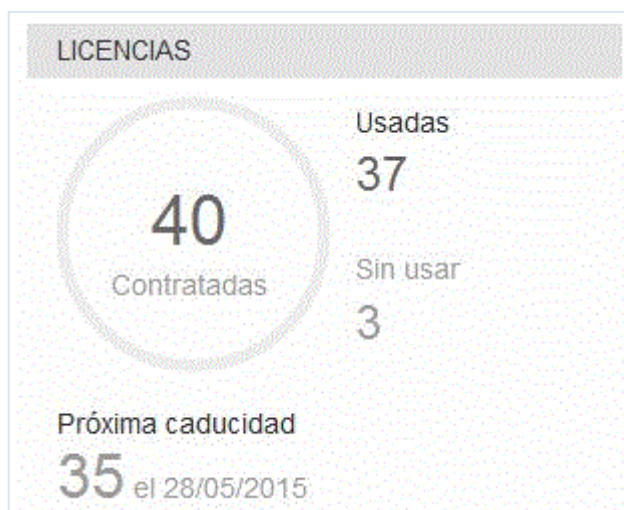 LICENCIAS
40
Contratadas
Usadas
37
Sin usar
3
Próxima caducidad
35 el 28/05/2015